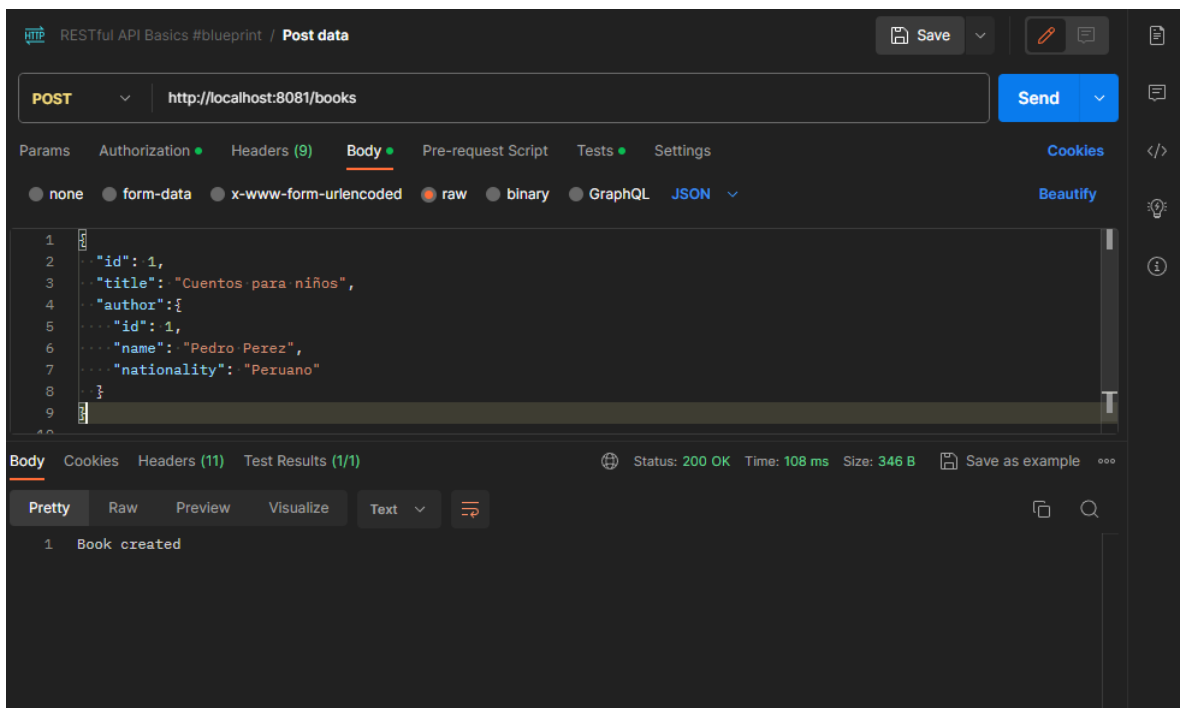 HTTP RESTful API Basics #blueprint / Post data Save
POST http://localhost:8081/books Send
Params Authorization Headers (9) Body Pre-request Script Tests Settings Cookies
none form-data x-www-form-urlencoded raw binary GraphQL JSON Beautify
1 {
2 "id": 1,
3 "title": "Cuentos para niños",
4 "author":{
5 "id": 1,
6 "name": "Pedro Perez",
7 "nationality": "Peruano"
8 }
9 }
10
Body Cookies Headers (11) Test Results (1/1) Status: 200 OK Time: 108 ms Size: 346 B Save as example
Pretty Raw Preview Visualize Text
1 Book created